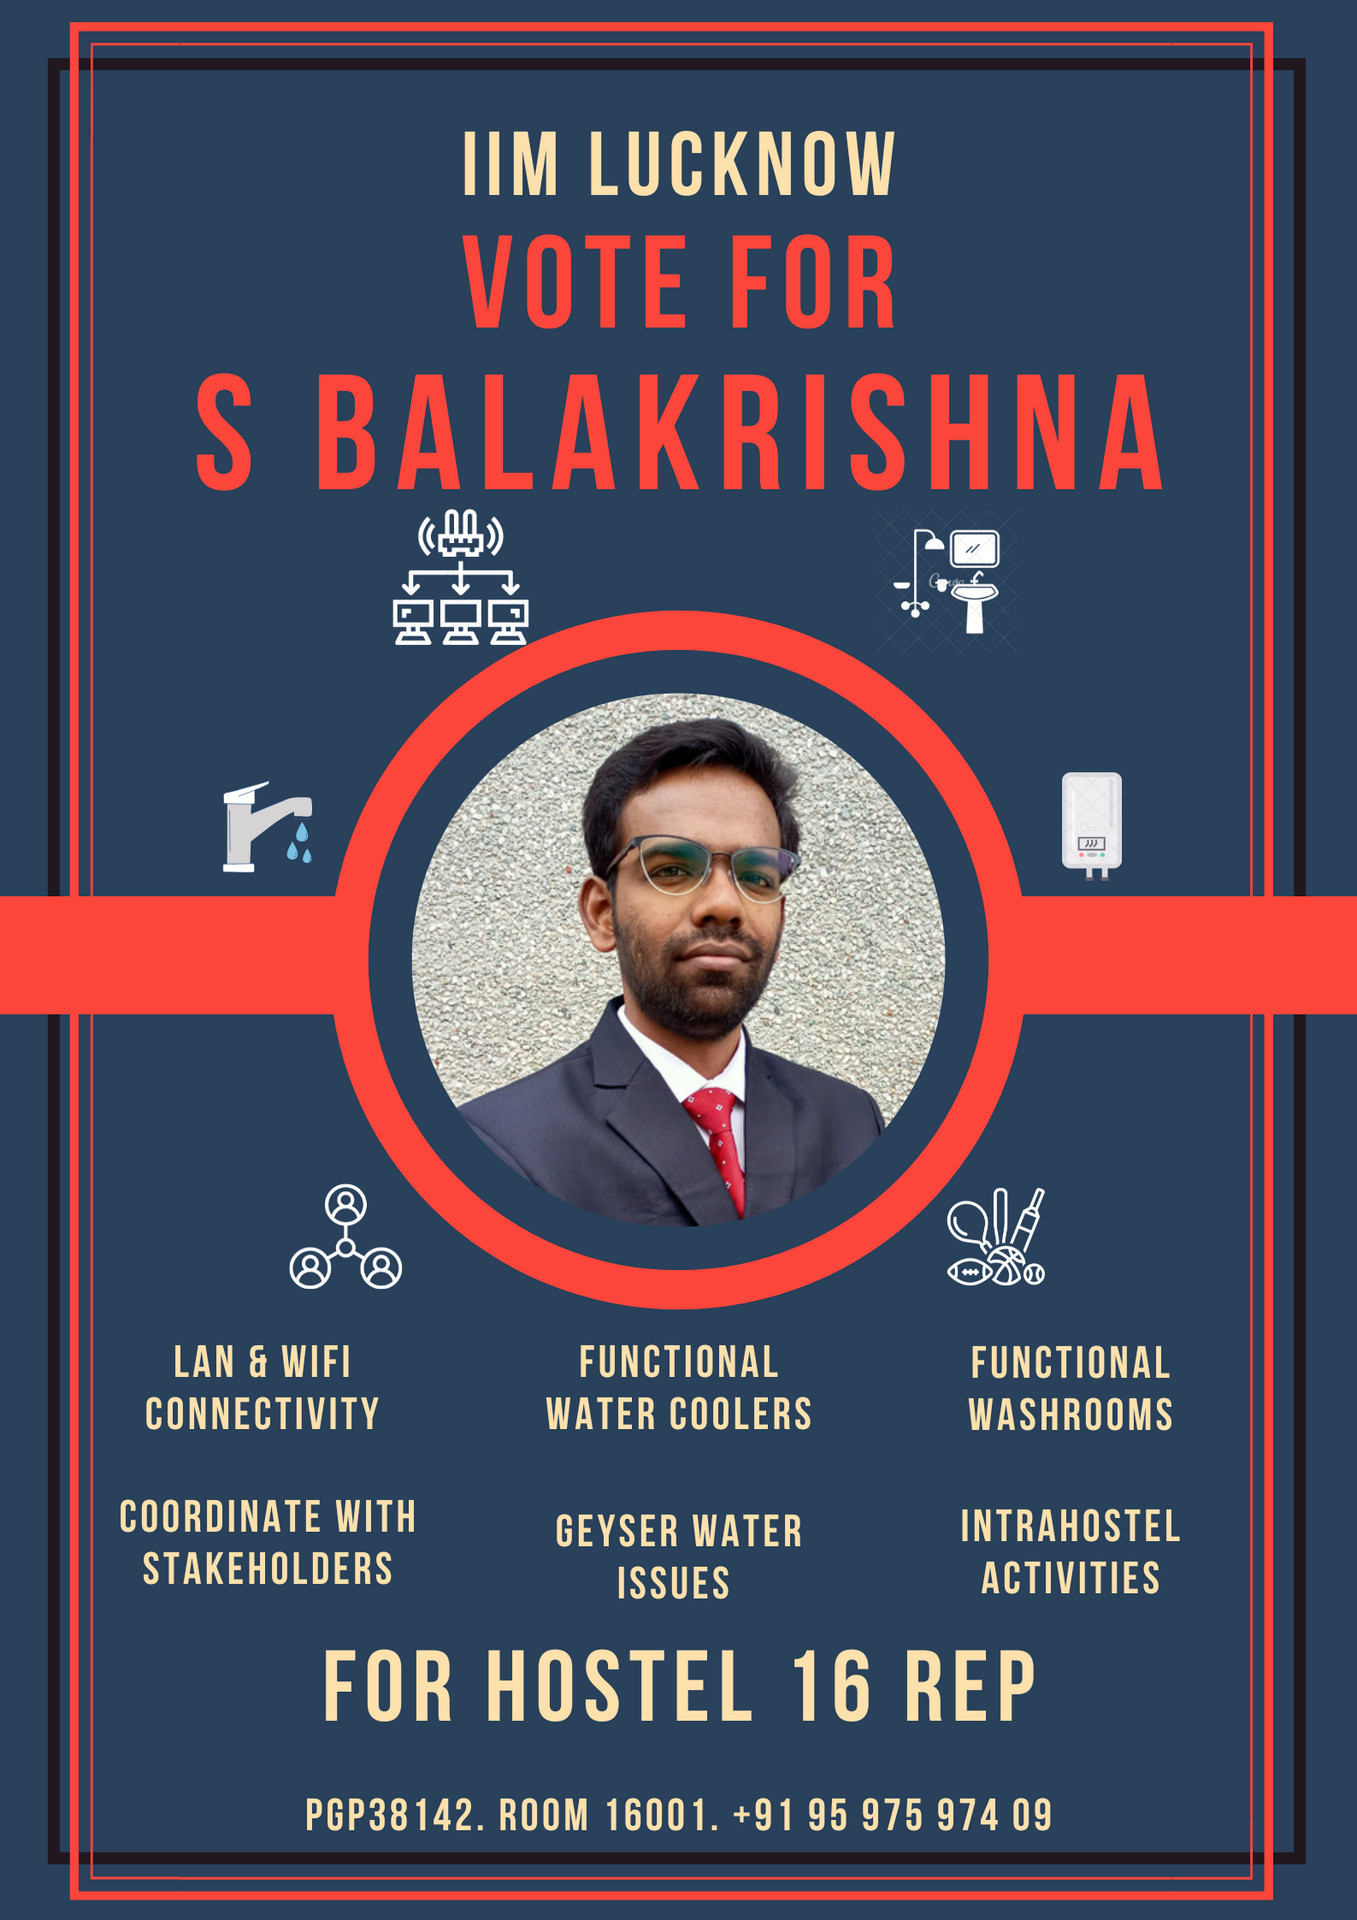 IIM LUCKNOW
VOTE FOR
S BALAKRISHNA
Canva
LAN & WIFI
CONNECTIVITY
FUNCTIONAL
WATER COOLERS
FUNCTIONAL
WASHROOMS
COORDINATE WITH
STAKEHOLDERS
GEYSER WATER
ISSUES
INTRAHOSTEL
ACTIVITIES
FOR HOSTEL 16 REP
PGP38142. ROOM 16001. +91 95 975 974 09